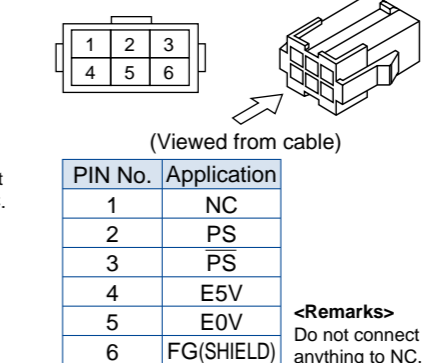 1 2 3
4 5 6
(Viewed from cable)
PIN No. Application
1 NC
2 PS
3 P̅S̅
4 E5V
5 E0V
6 FG(SHIELD)
<Remarks>
Do not connect
anything to NC.